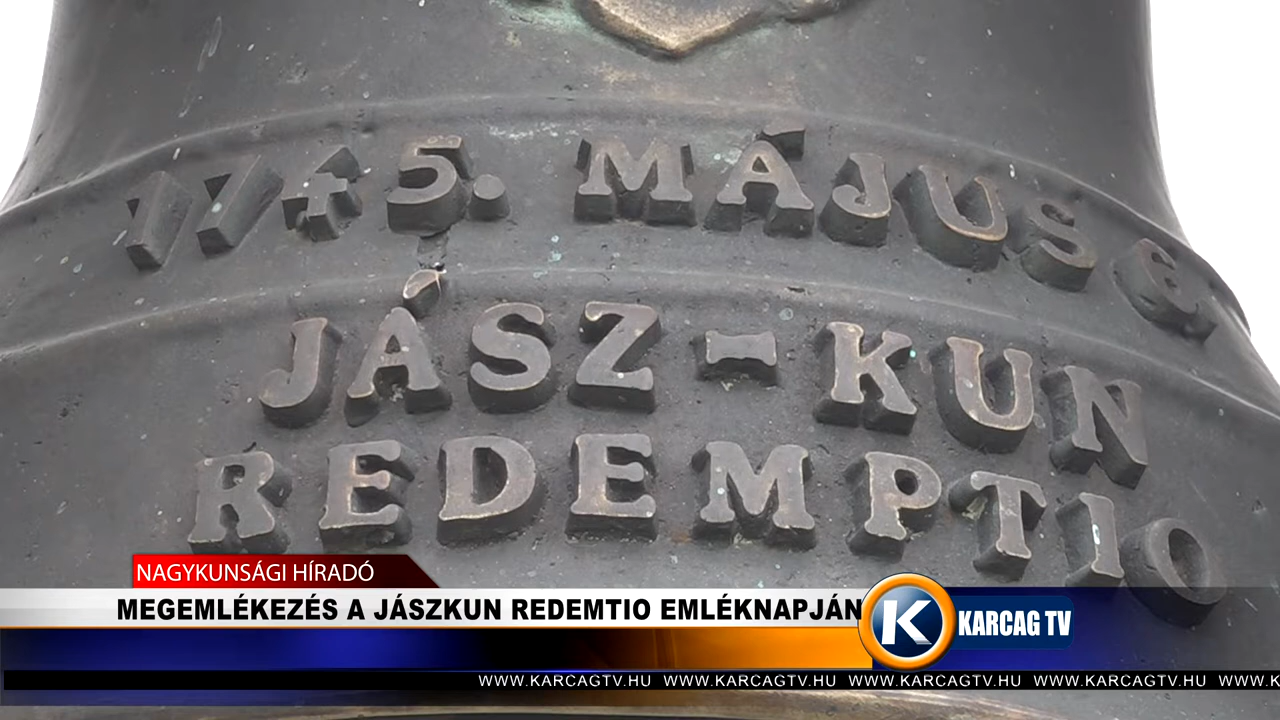 1745. MÁJUS 6
JÁSZ-KUN
REDEMPTIO
NAGYKUNSÁGI HÍRADÓ
MEGEMLÉKEZÉS A JÁSZKUN REDEMTIO EMLÉKNAPJÁN
K KARCAG TV
WWW.KARCAGTV.HU WWW.KARCAGTV.HU WWW.KARCAGTV.HU WWW.KARCAGTV.HU WWW.K